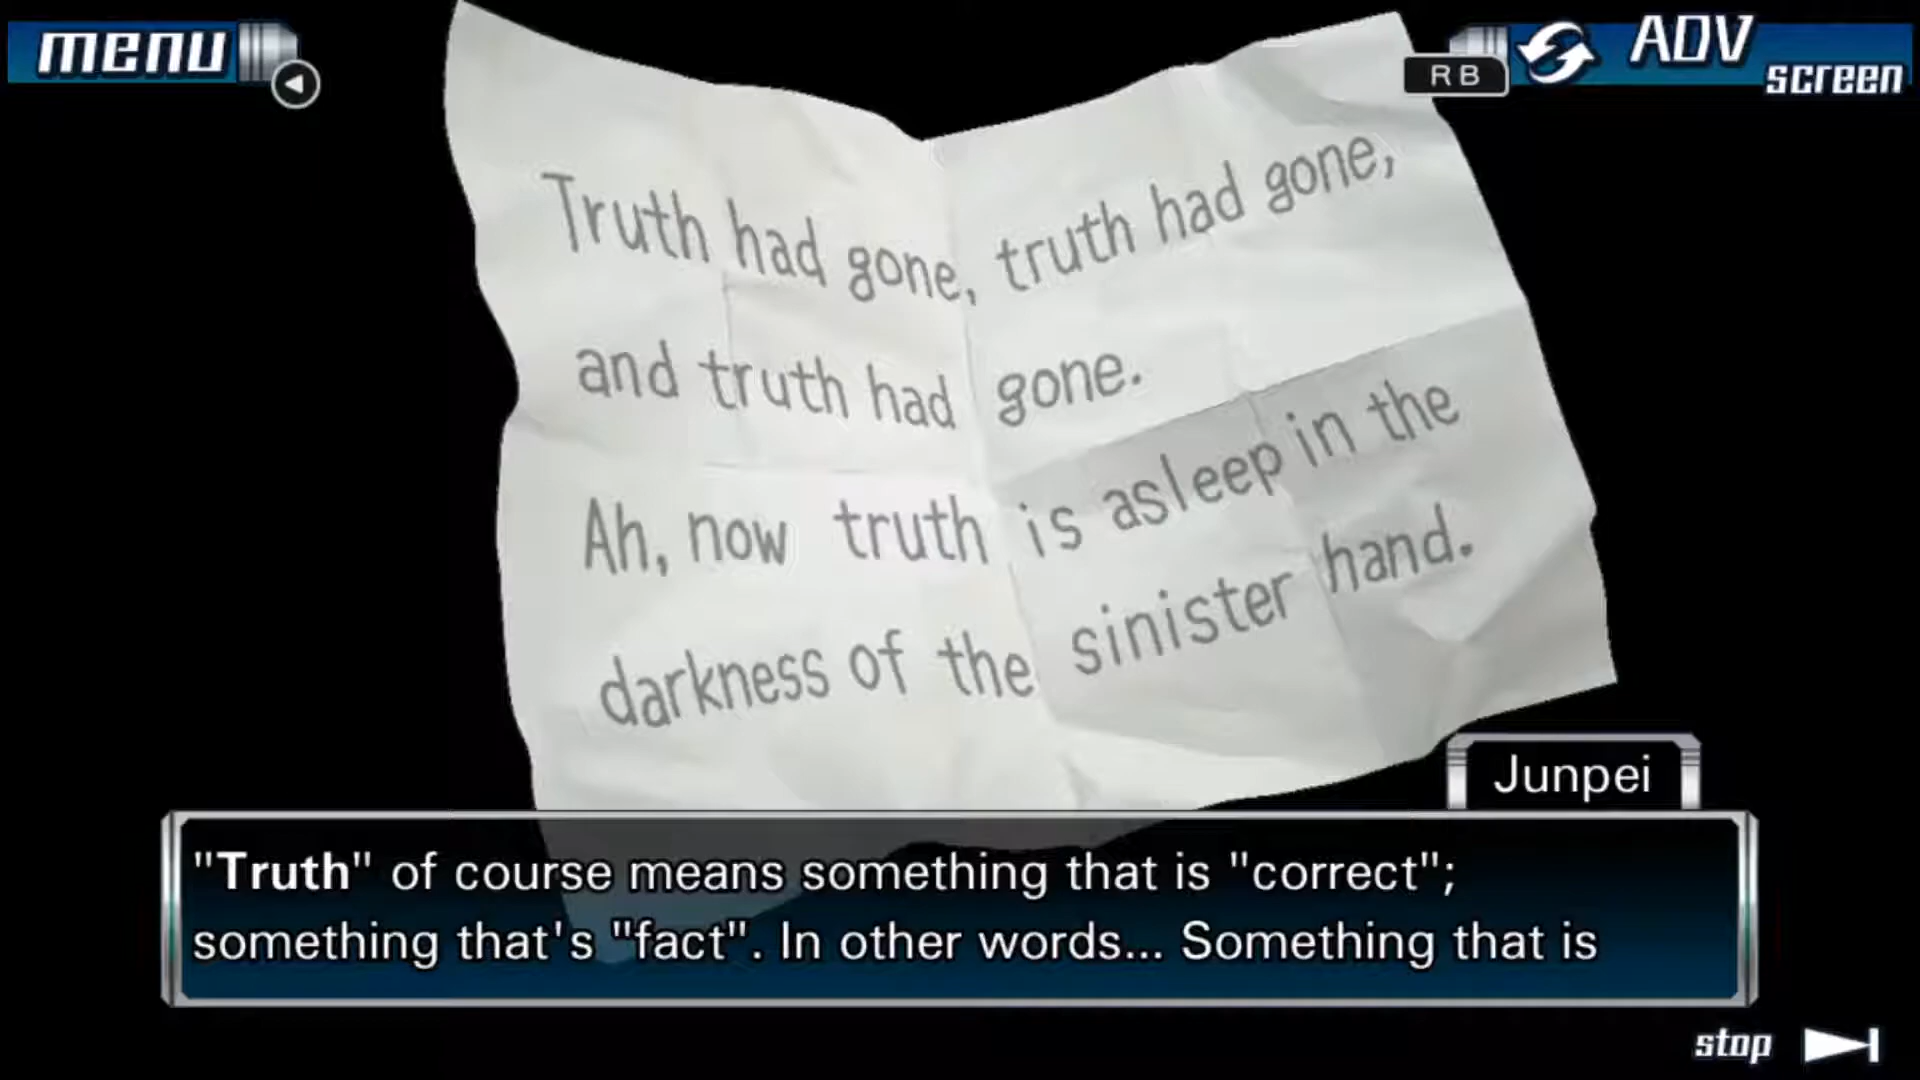 menu
RB
ADV
screen
Truth had gone, truth had gone,
and truth had gone.
Ah, now truth is asleep in the
darkness of the sinister hand.
Junpei
"Truth" of course means something that is "correct";
something that's "fact". In other words... Something that is
stop